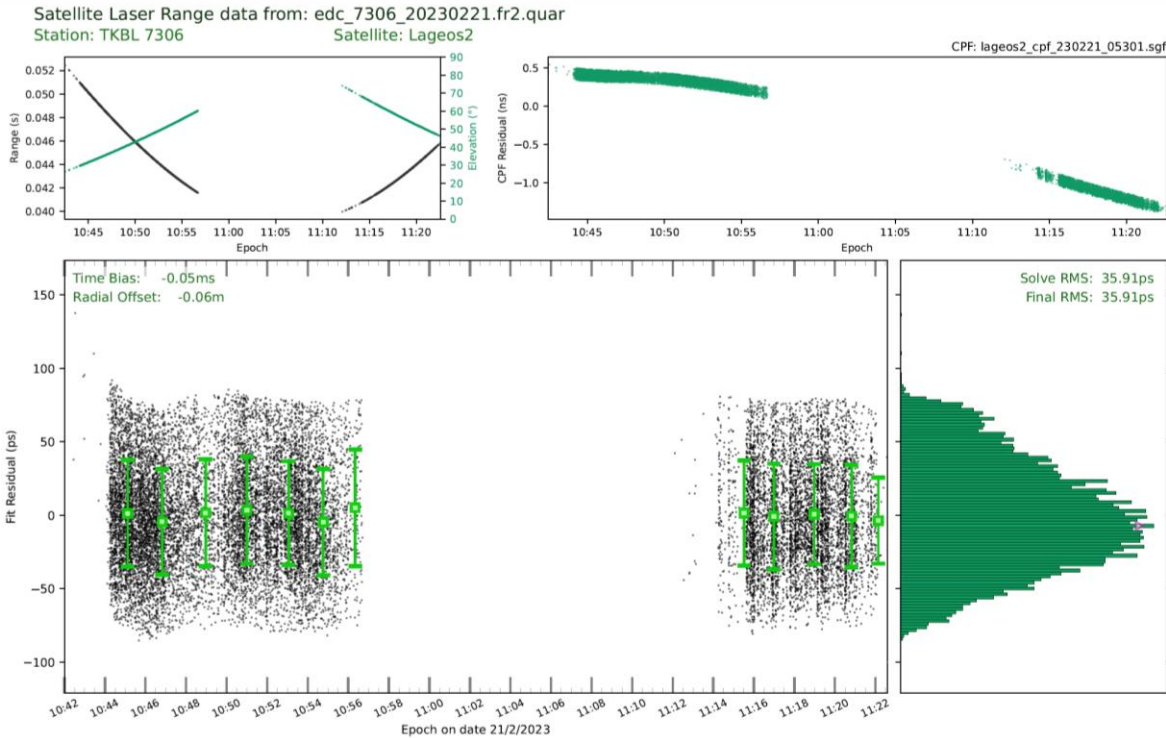 Satellite Laser Range data from: edc_7306_20230221.fr2.quar
Station: TKBL 7306 Satellite: Lageos2
CPF: lageos2_cpf_230221_05301.sgf
0.052
0.050
0.048
0.046
0.044
0.042
0.040
Range (s)
90
80
70
60
50
40
30
20
10
0
Elevation (°)
10:45 10:50 10:55 11:00 11:05 11:10 11:15 11:20
Epoch
0.5
0.0
−0.5
−1.0
CPF Residual (ns)
10:45 10:50 10:55 11:00 11:05 11:10 11:15 11:20
Epoch
Time Bias: -0.05ms
Radial Offset: -0.06m
150
100
50
0
−50
−100
Fit Residual (ps)
10:42 10:44 10:46 10:48 10:50 10:52 10:54 10:56 10:58 11:00 11:02 11:04 11:06 11:08 11:10 11:12 11:14 11:16 11:18 11:20 11:22
Epoch on date 21/2/2023
Solve RMS: 35.91ps
Final RMS: 35.91ps